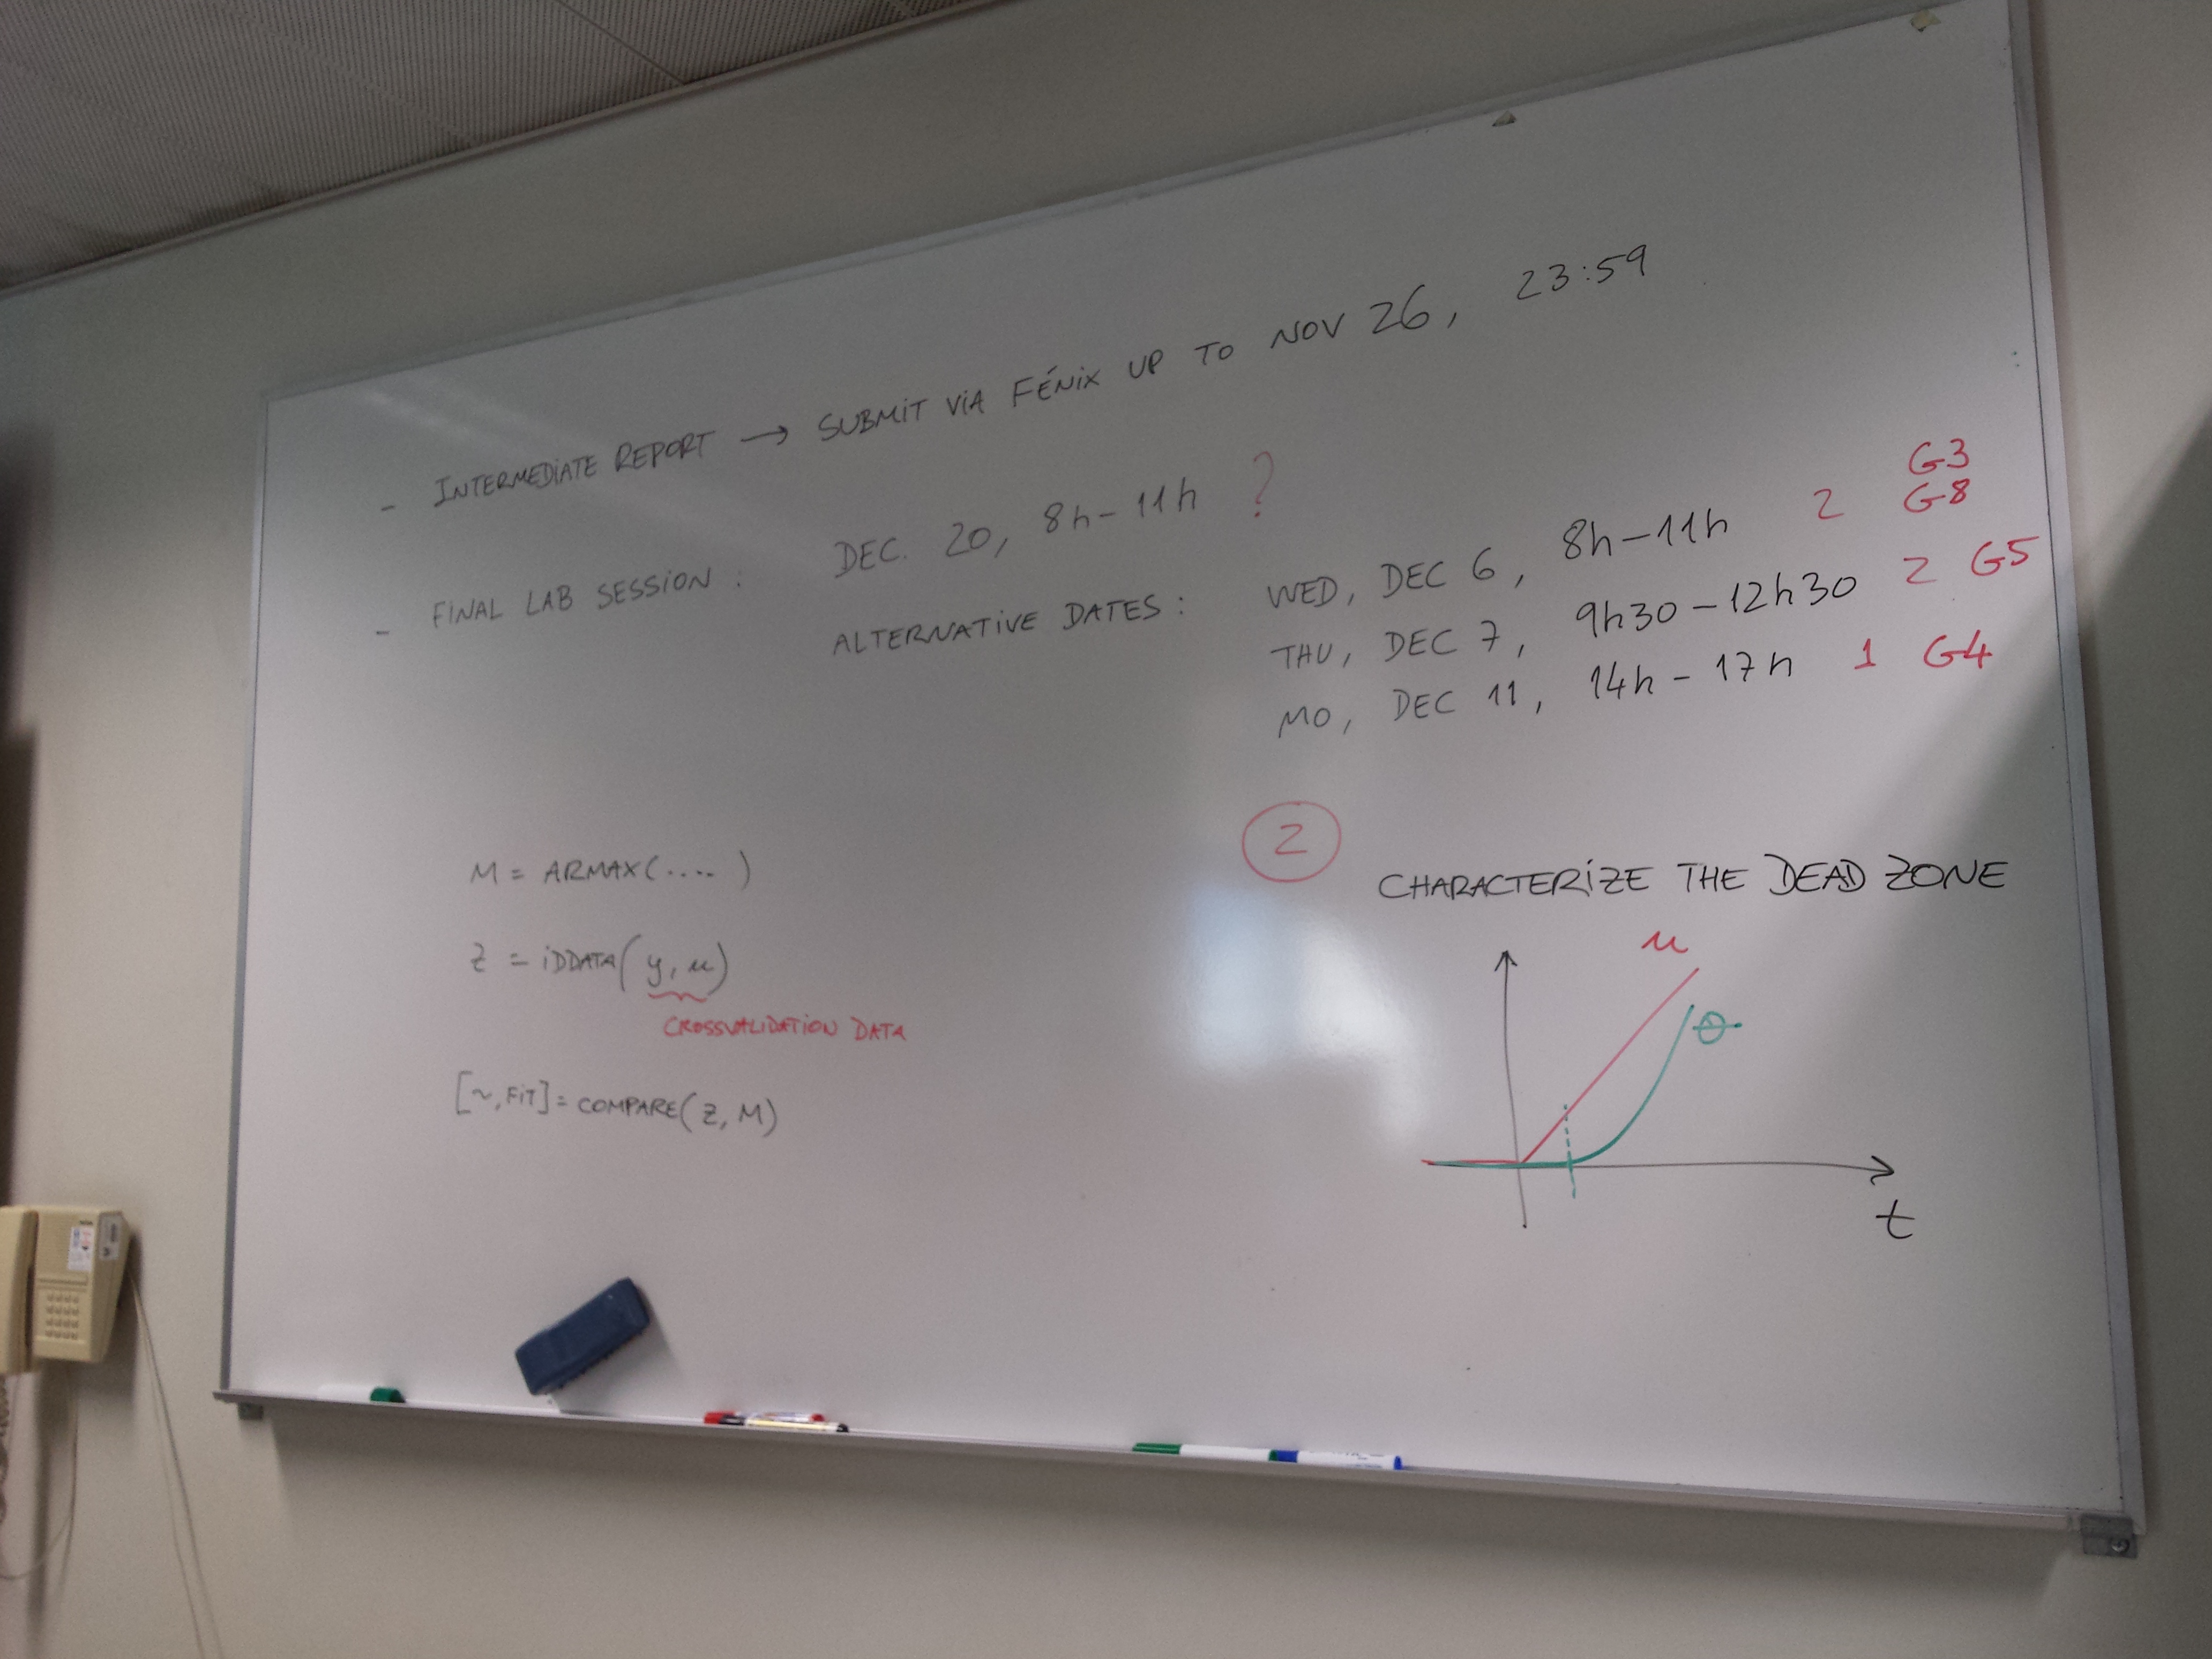 - INTERMEDIATE REPORT → SUBMIT VIA FÉNIX UP TO NOV 26, 23:59
- FINAL LAB SESSION : DEC. 20, 8h-11h ?
ALTERNATIVE DATES : WED, DEC 6, 8h-11h 2 G3 G8
THU, DEC 7, 9h30-12h30 2 G5
MO, DEC 11, 14h-17h 1 G4
M = ARMAX(....)
Z = iDDATA(y, u)
CROSSVALIDATION DATA
[~, FIT] = COMPARE(Z, M)
2
CHARACTERIZE THE DEAD ZONE
u
θ
t